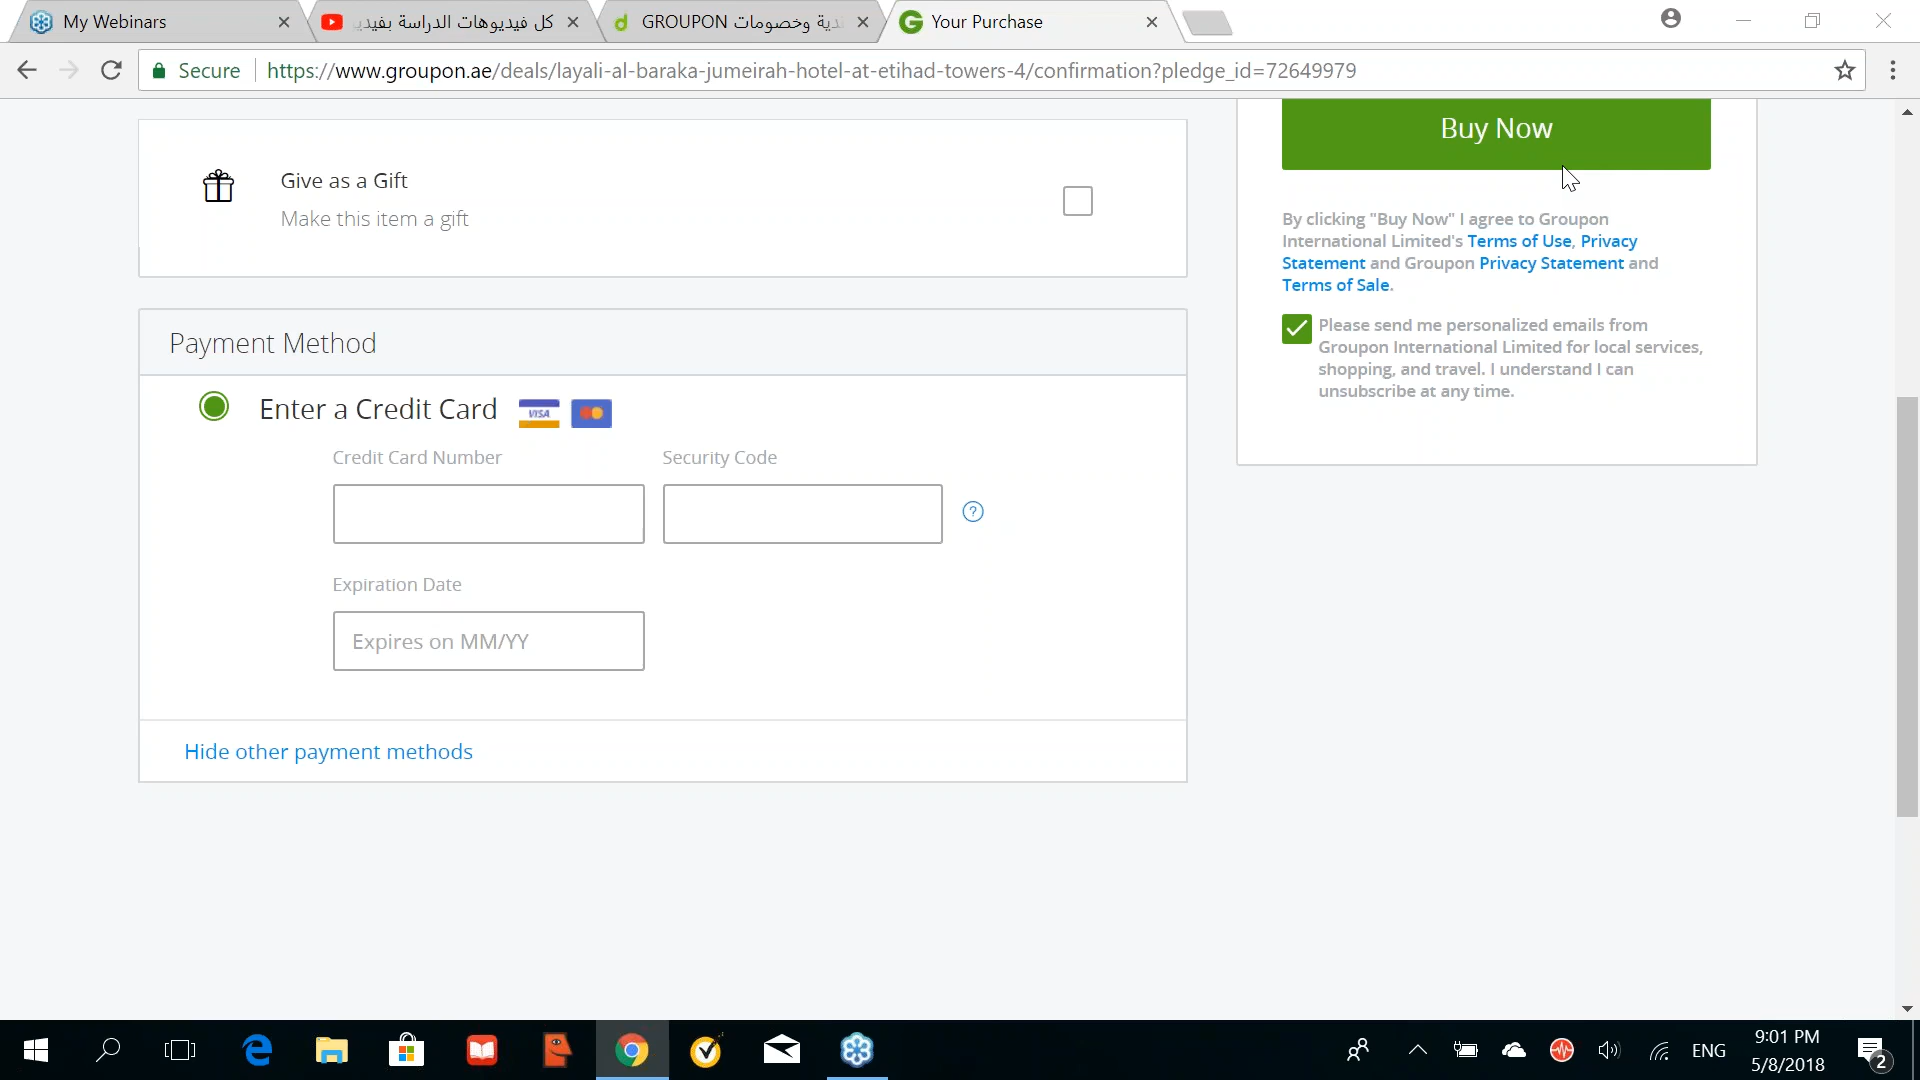 My Webinars
كل فيديوهات الدراسة بفيدي
GROUPON دية وخصومات
Your Purchase
Secure
https://www.groupon.ae/deals/layali-al-baraka-jumeirah-hotel-at-etihad-towers-4/confirmation?pledge_id=72649979
Give as a Gift
Make this item a gift
Buy Now
By clicking "Buy Now" I agree to Groupon
International Limited's Terms of Use, Privacy
Statement and Groupon Privacy Statement and
Terms of Sale.
Please send me personalized emails from
Groupon International Limited for local services,
shopping, and travel. I understand I can
unsubscribe at any time.
Payment Method
Enter a Credit Card
VISA
Credit Card Number
Security Code
?
Expiration Date
Expires on MM/YY
Hide other payment methods
ENG
9:01 PM
5/8/2018
2